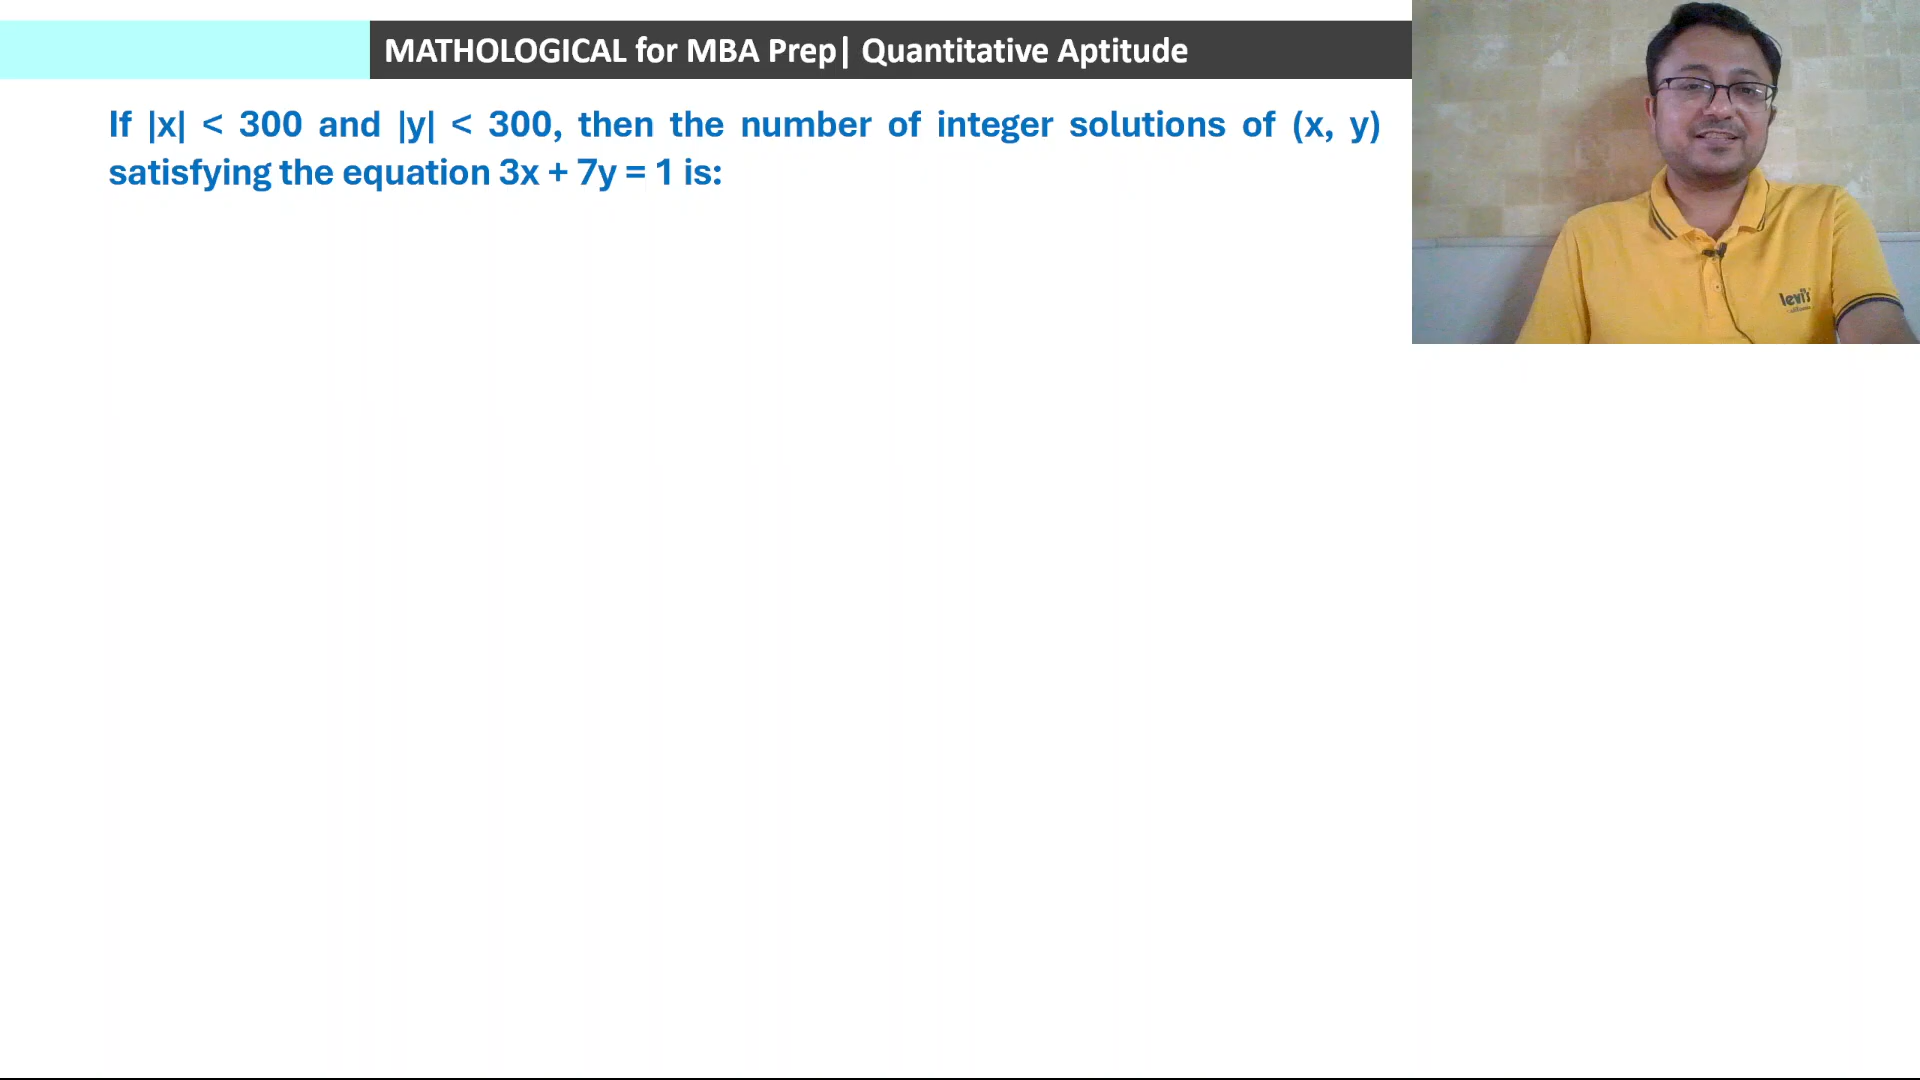 MATHOLOGICAL for MBA Prep| Quantitative Aptitude
If |x| < 300 and |y| < 300, then the number of integer solutions of (x, y)
satisfying the equation 3x + 7y = 1 is:
levi's